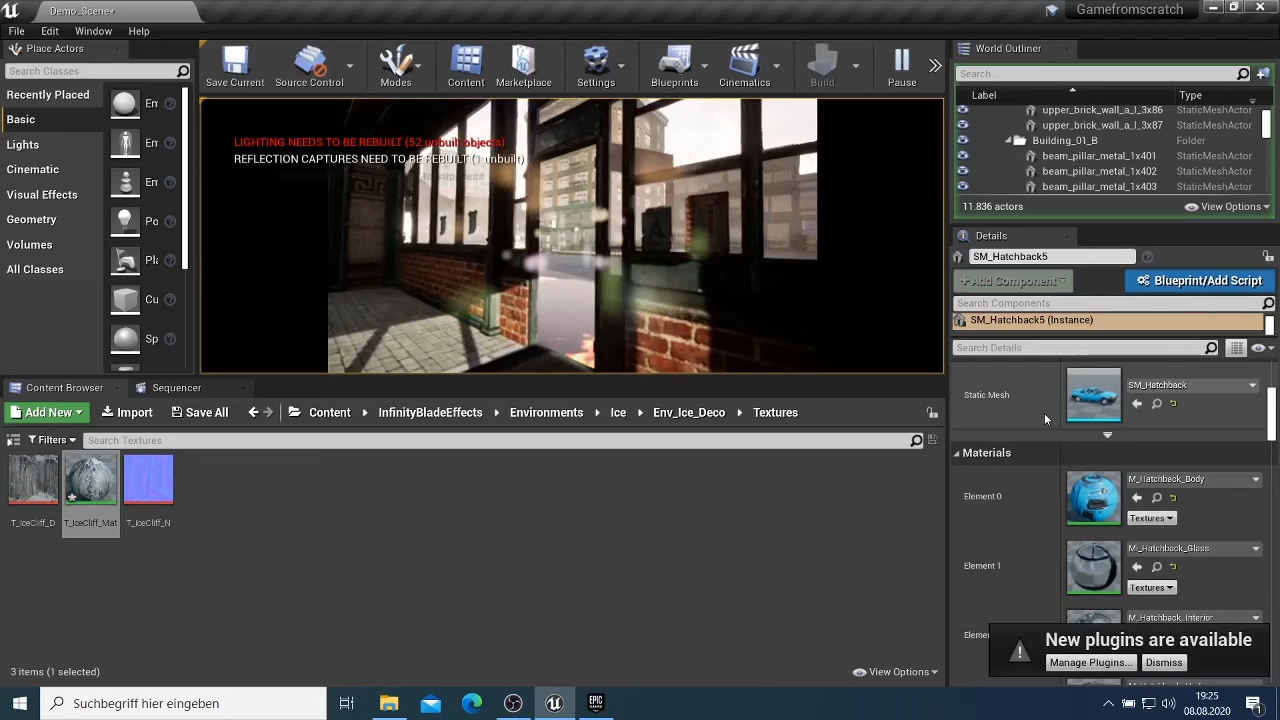 Demo_Scene*
Gamefromscratch
File Edit Window Help
Place Actors
Search Classes
Recently Placed
Basic
Lights
Cinematic
Visual Effects
Geometry
Volumes
All Classes
Em
Em
Em
Po
Pla
Cu
Sp
Save Current
Source Control
Modes
Content
Marketplace
Settings
Blueprints
Cinematics
Build
Pause
LIGHTING NEEDS TO BE REBUILT (52 unbuilt objects)
REFLECTION CAPTURES NEED TO BE REBUILT (1 unbuilt)
World Outliner
Search...
Label Type
upper_brick_wall_a_l_3x86 StaticMeshActor
upper_brick_wall_a_l_3x87 StaticMeshActor
Building_01_B Folder
beam_pillar_metal_1x401 StaticMeshActor
beam_pillar_metal_1x402 StaticMeshActor
beam_pillar_metal_1x403 StaticMeshActor
11.836 actors View Options
Details
SM_Hatchback5
+Add Component Blueprint/Add Script
Search Components
SM_Hatchback5 (Instance)
Search Details
Static Mesh SM_Hatchback
Materials
Element 0 M_Hatchback_Body
Textures
Element 1 M_Hatchback_Glass
Textures
M_Hatchback_Interior
New plugins are available
Manage Plugins... Dismiss
Content Browser Sequencer
Add New Import Save All Content InfinityBladeEffects Environments Ice Env_Ice_Deco Textures
Filters Search Textures
T_IceCliff_D T_IceCliff_Mat T_IceCliff_N
3 items (1 selected) View Options
Suchbegriff hier eingeben
19:25
08.08.2020